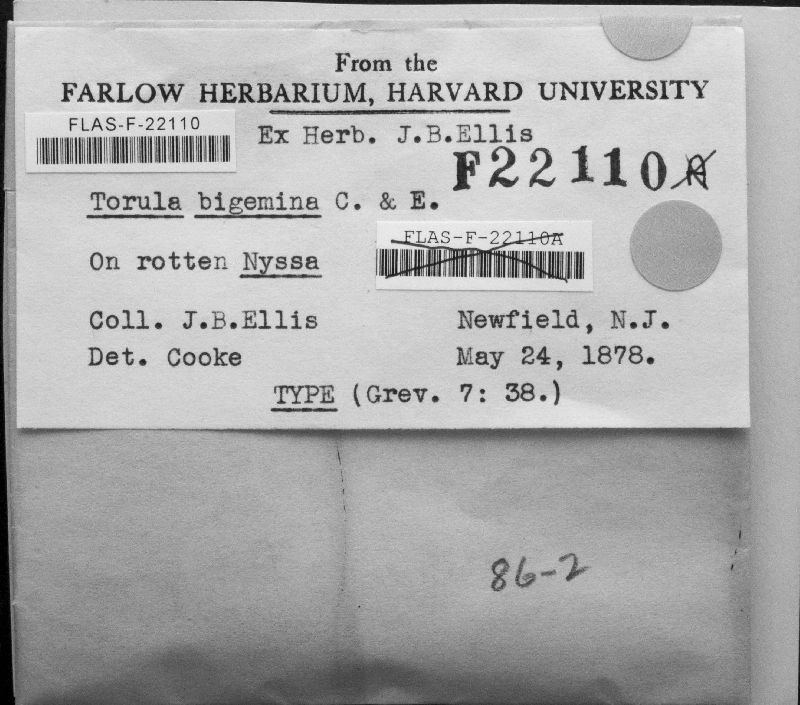 From the
FARLOW HERBARIUM, HARVARD UNIVERSITY
FLAS-F-22110
Ex Herb. J.B.Ellis
F22110A
Torula bigemina C. & E.
FLAS-F-22110A
On rotten Nyssa
Coll. J.B.Ellis Newfield, N.J.
Det. Cooke May 24, 1878.
TYPE (Grev. 7: 38.)
86-2